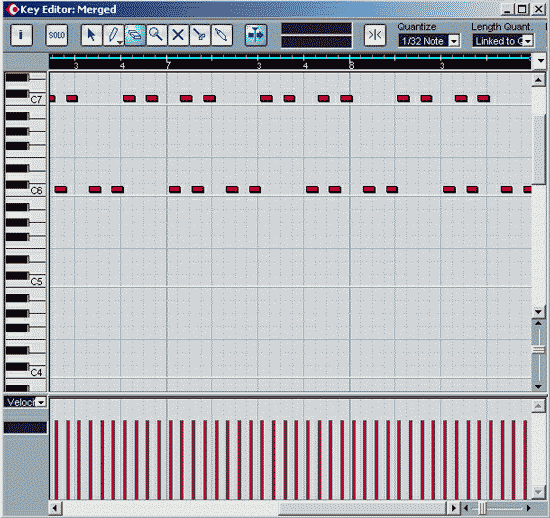 Key Editor: Merged
Quantize
Length Quant.
i
SOLO
1/32 Note
Linked to Q
3 4 7 3 4 8 3
C7
C6
C5
C4
Veloci